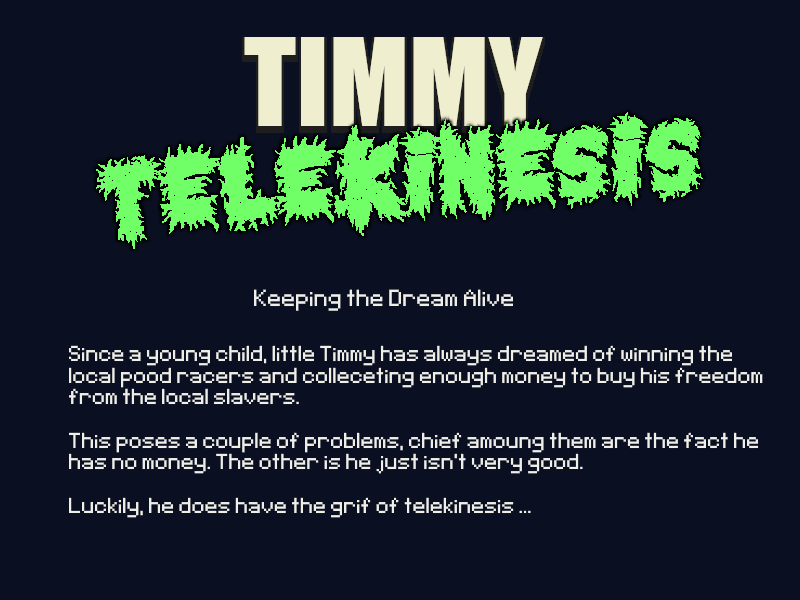 TIMMY
TELEKINESIS
Keeping the Dream Alive
Since a young child, little Timmy has always dreamed of winning the
local pood racers and colleceting enough money to buy his freedom
from the local slavers.
This poses a couple of problems, chief amoung them are the fact he
has no money. The other is he just isn't very good.
Luckily, he does have the grif of telekinesis ...